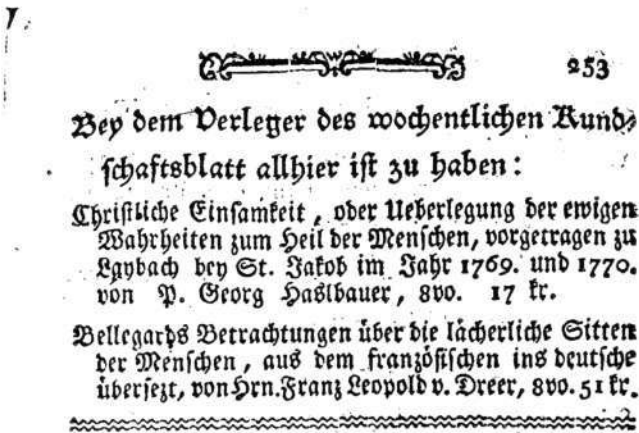 253
Bey dem Verleger des wochentlichen Kund-
schaftsblatt allhier ist zu haben:
Christliche Einsamkeit, oder Ueberlegung der ewigen
Wahrheiten zum Heil der Menschen, vorgetragen zu
Laybach bey St. Jakob im Jahr 1769. und 1770.
von P. Georg Haslbauer, 8vo. 17 kr.
Bellegards Betrachtungen über die lächerliche Sitten
der Menschen, aus dem französischen ins deutsche
übersezt, von Hrn. Franz Leopold v. Dreer, 8vo. 51 kr.